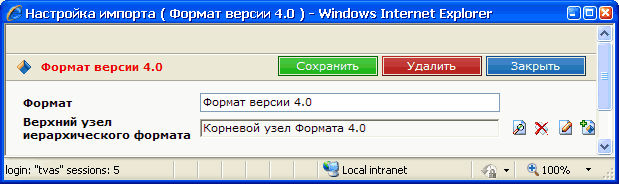 Настройка импорта ( Формат версии 4.0 ) - Windows Internet Explorer
Формат версии 4.0
Сохранить
Удалить
Закрыть
Формат
Формат версии 4.0
Верхний узел
иерархического формата
Корневой узел Формата 4.0
login: "tvas" sessions: 5
Local intranet
100%